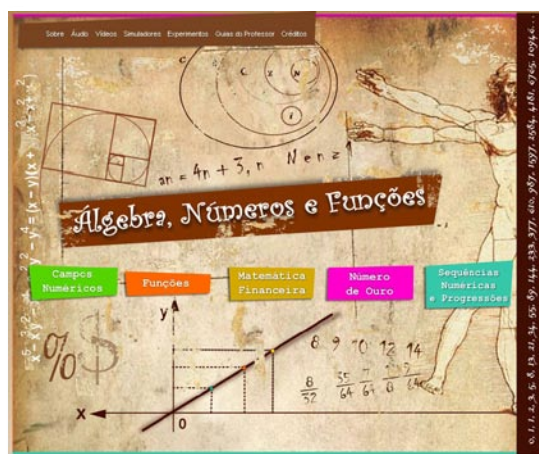 Sobre Áudio Vídeos Simuladores Experimentos Guias do Professor Créditos
an = 4n + 3, n
Álgebra, Números e Funções
Campos
Numéricos
Funções
Matemática
Financeira
Número
de Ouro
Sequências
Numéricas
e Progressões
% $
y
x
0
8 9 10 12 14
0, 1, 1, 2, 3, 5, 8, 13, 21, 34, 55, 89, 144, 233, 377, 610, 987, 1597, 2584, 4181, 6765, 10946...